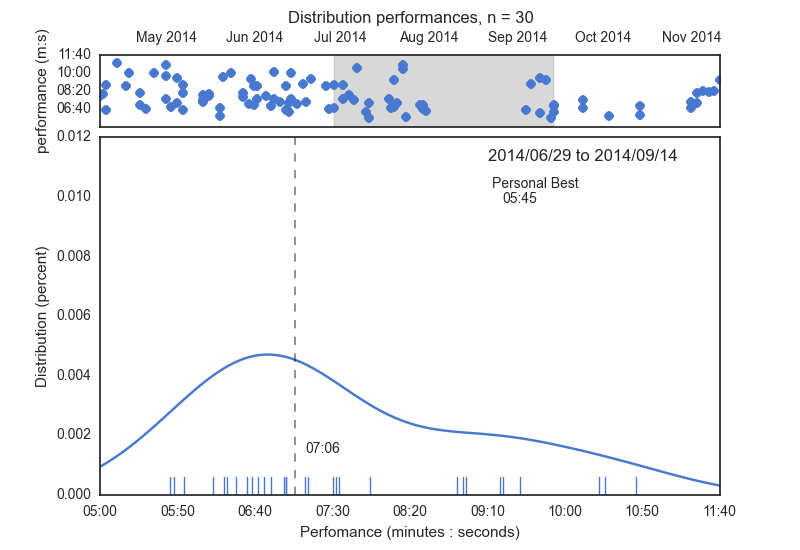 Distribution performances, n = 30
May 2014 Jun 2014 Jul 2014 Aug 2014 Sep 2014 Oct 2014 Nov 2014
performance (m:s)
11:40
10:00
08:20
06:40
Distribution (percent)
0.012
0.010
0.008
0.006
0.004
0.002
0.000
2014/06/29 to 2014/09/14
Personal Best
05:45
07:06
05:00 05:50 06:40 07:30 08:20 09:10 10:00 10:50 11:40
Perfomance (minutes : seconds)